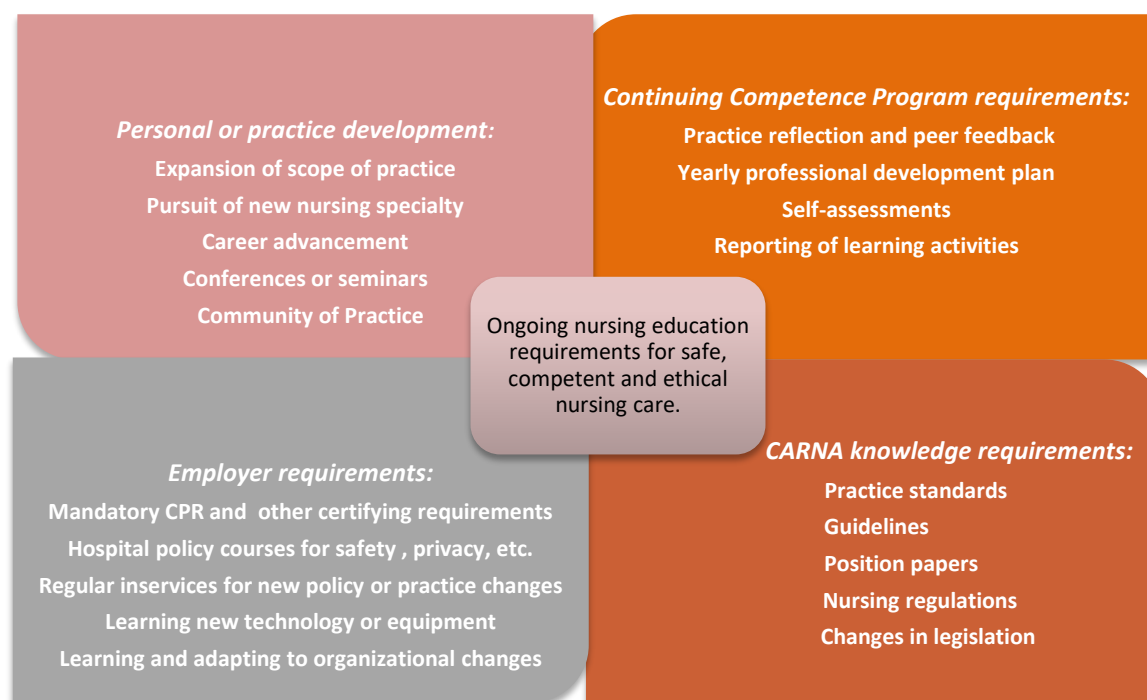 Personal or practice development:
Expansion of scope of practice
Pursuit of new nursing specialty
Career advancement
Conferences or seminars
Community of Practice
Continuing Competence Program requirements:
Practice reflection and peer feedback
Yearly professional development plan
Self-assessments
Reporting of learning activities
Ongoing nursing education
requirements for safe,
competent and ethical
nursing care.
Employer requirements:
Mandatory CPR and  other certifying requirements
Hospital policy courses for safety , privacy, etc.
Regular inservices for new policy or practice changes
Learning new technology or equipment
Learning and adapting to organizational changes
CARNA knowledge requirements:
Practice standards
Guidelines
Position papers
Nursing regulations
Changes in legislation